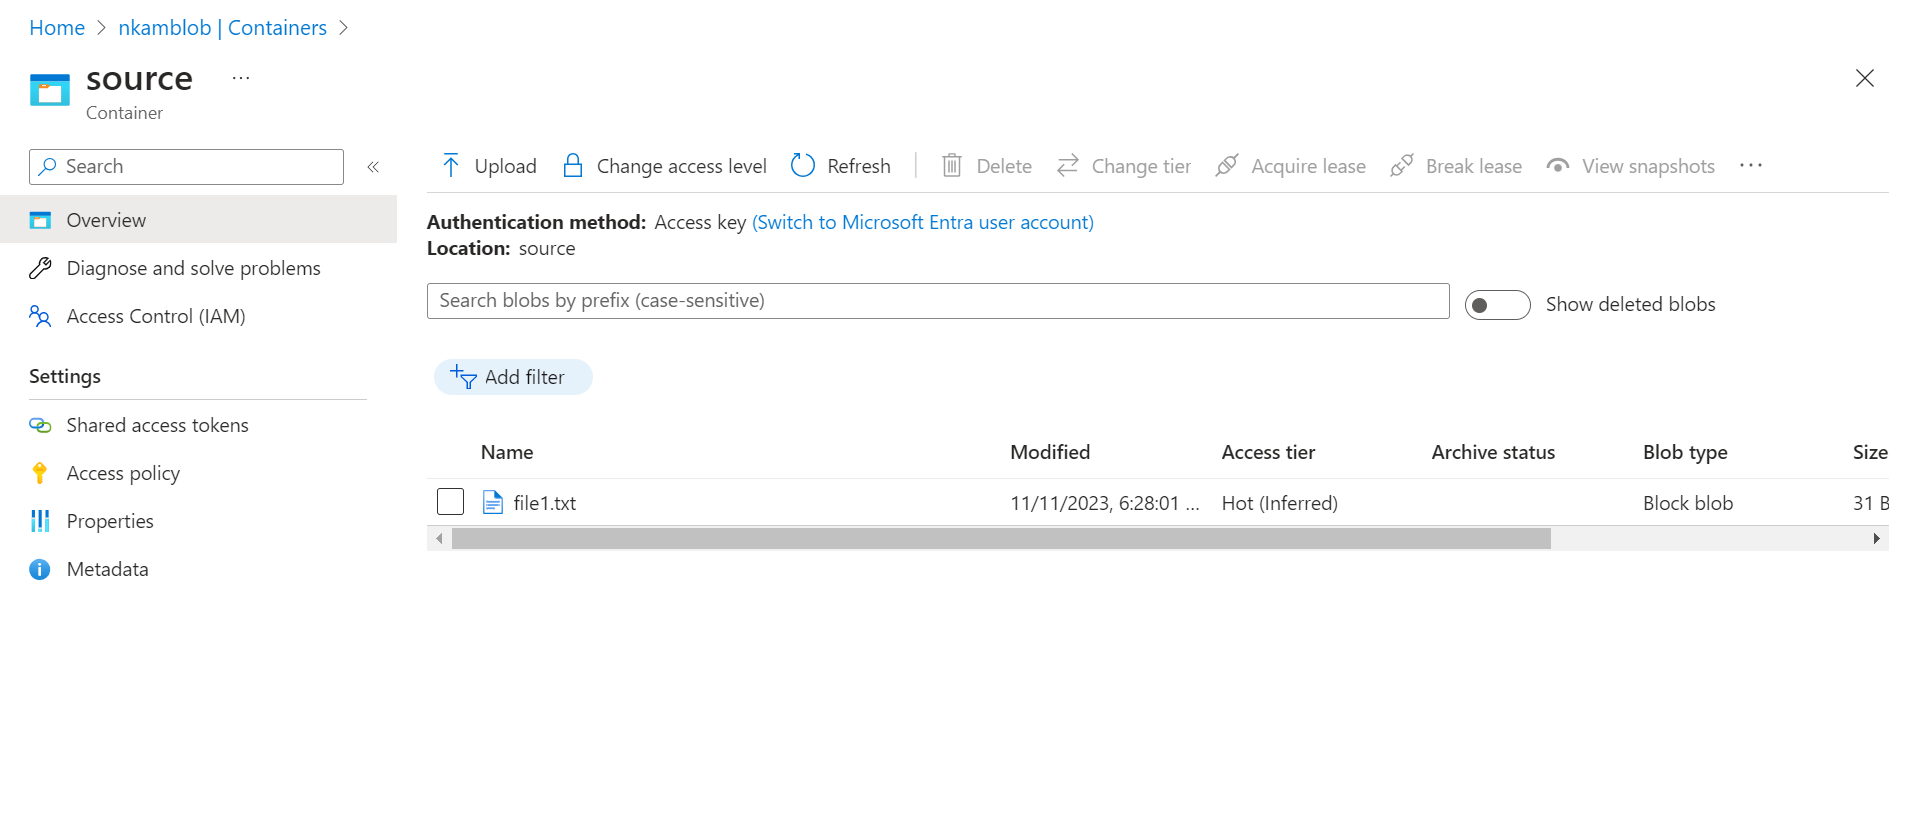 Home > nkamblob | Containers >
source ...
Container
Search «
Overview
Diagnose and solve problems
Access Control (IAM)
Settings
Shared access tokens
Access policy
Properties
Metadata
Upload Change access level Refresh Delete Change tier Acquire lease Break lease View snapshots ...
Authentication method: Access key (Switch to Microsoft Entra user account)
Location: source
Search blobs by prefix (case-sensitive) Show deleted blobs
Add filter
Name Modified Access tier Archive status Blob type Size
file1.txt 11/11/2023, 6:28:01 ... Hot (Inferred) Block blob 31 B